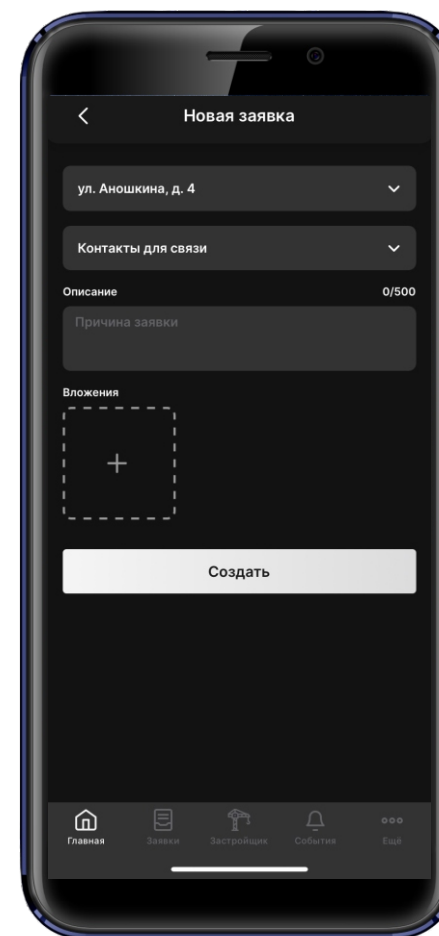 Новая заявка
ул. Аношкина, д. 4
Контакты для связи
Описание 0/500
Причина заявки
Вложения
Создать
Главная Заявки Застройщик События Ещё